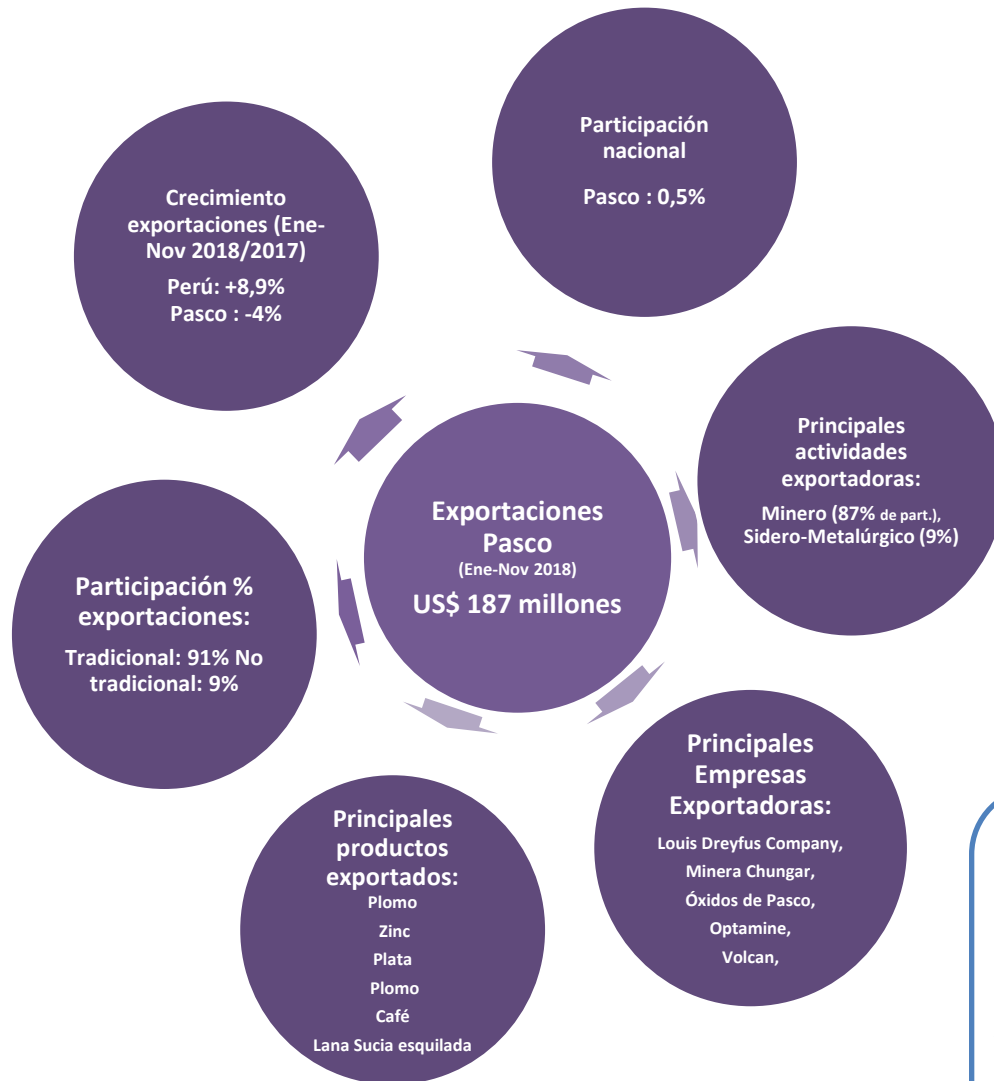 Participación
nacional
Pasco : 0,5%
Crecimiento
exportaciones (Ene-
Nov 2018/2017)
Perú: +8,9%
Pasco : -4%
Principales
actividades
exportadoras:
Minero (87% de part.),
Sidero-Metalúrgico (9%)
Exportaciones
Pasco
(Ene-Nov 2018)
US$ 187 millones
Participación %
exportaciones:
Tradicional: 91% No
tradicional: 9%
Principales
Empresas
Exportadoras:
Louis Dreyfus Company,
Minera Chungar,
Óxidos de Pasco,
Optamine,
Volcan,
Principales
productos
exportados:
Plomo
Zinc
Plata
Plomo
Café
Lana Sucia esquilada